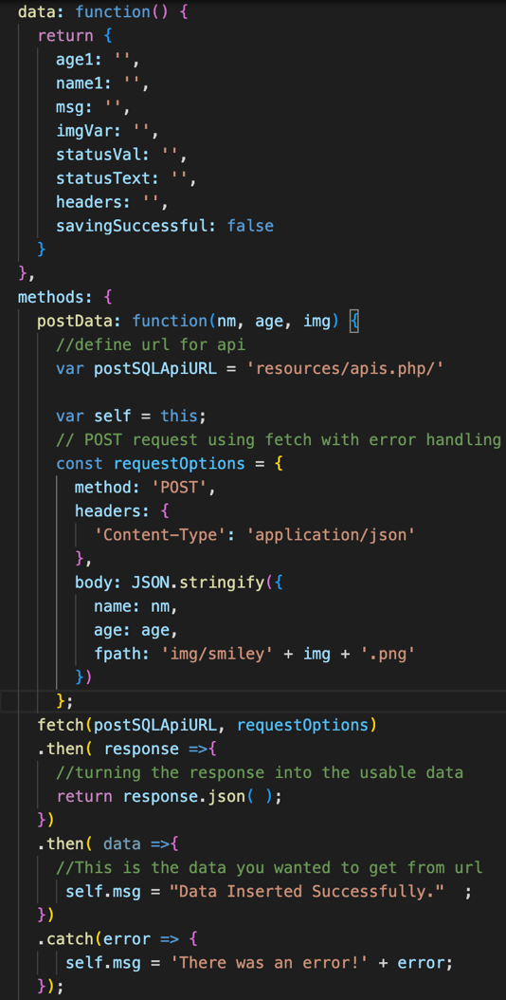 data: function() {
return {
age1: '',
name1: '',
msg: '',
imgVar: '',
statusVal: '',
statusText: '',
headers: '',
savingSuccessful: false
}
},
methods: {
postData: function(nm, age, img) {
//define url for api
var postSQLApiURL = 'resources/apis.php/'
var self = this;
// POST request using fetch with error handling
const requestOptions = {
method: 'POST',
headers: {
'Content-Type': 'application/json'
},
body: JSON.stringify({
name: nm,
age: age,
fpath: 'img/smiley' + img + '.png'
})
};
fetch(postSQLApiURL, requestOptions)
.then( response =>{
//turning the response into the usable data
return response.json( );
})
.then( data =>{
//This is the data you wanted to get from url
self.msg = "Data Inserted Successfully."  ;
})
.catch(error => {
self.msg = 'There was an error!' + error;
});